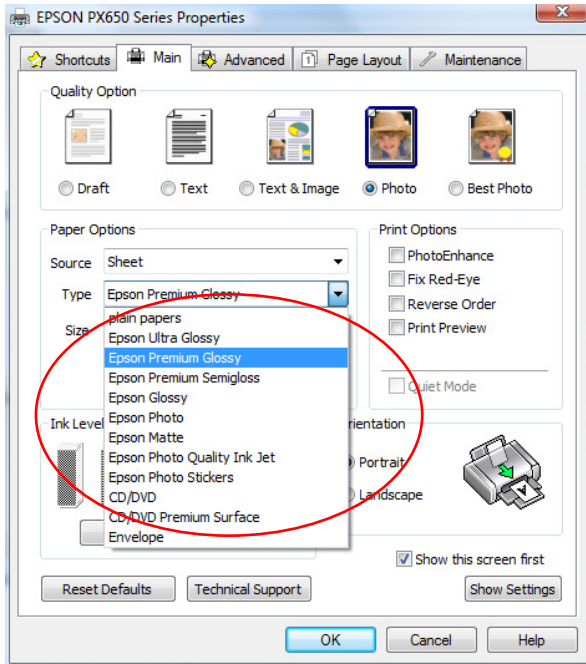 EPSON PX650 Series Properties
Shortcuts Main Advanced Page Layout Maintenance
Quality Option
Draft Text Text & Image Photo Best Photo
Paper Options
Source Sheet
Type Epson Premium Glossy
Size
plain papers
Epson Ultra Glossy
Epson Premium Glossy
Epson Premium Semigloss
Epson Glossy
Epson Photo
Epson Matte
Epson Photo Quality Ink Jet
Epson Photo Stickers
CD/DVD
CD/DVD Premium Surface
Envelope
Print Options
PhotoEnhance
Fix Red-Eye
Reverse Order
Print Preview
Quiet Mode
Ink Leve
rientation
Portrait
Landscape
Show this screen first
Reset Defaults Technical Support Show Settings
OK Cancel Help